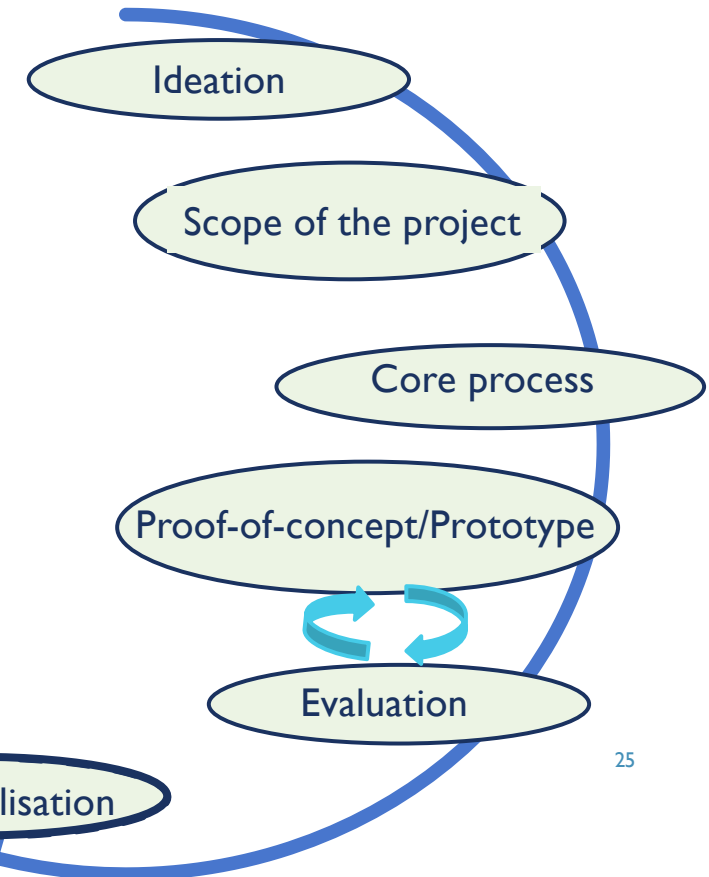 Ideation
Scope of the project
Core process
Proof-of-concept/Prototype
Evaluation
25
lisation